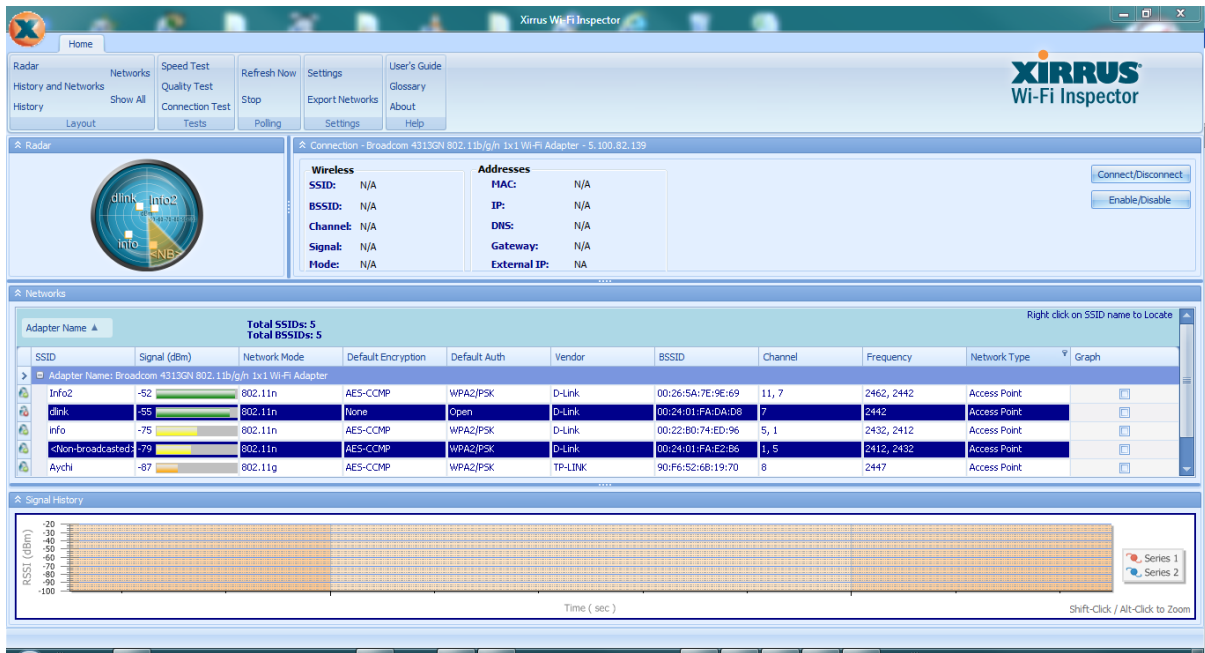 Xirrus Wi-Fi Inspector
Home
Radar
History and Networks
History
Networks
Show All
Layout
Speed Test
Quality Test
Connection Test
Tests
Refresh Now
Stop
Polling
Settings
Export Networks
Settings
User's Guide
Glossary
About
Help
XIRRUS
Wi-Fi Inspector
Radar
dlink info2
info
<NB>
Connection - Broadcom 4313GN 802.11b/g/n 1x1 Wi-Fi Adapter - 5.100.82.139
Wireless
SSID: N/A
BSSID: N/A
Channel: N/A
Signal: N/A
Mode: N/A
Addresses
MAC: N/A
IP: N/A
DNS: N/A
Gateway: N/A
External IP: NA
Connect/Disconnect
Enable/Disable
Networks
Adapter Name
Total SSIDs: 5
Total BSSIDs: 5
Right click on SSID name to Locate
SSID Signal (dBm) Network Mode Default Encryption Default Auth Vendor BSSID Channel Frequency Network Type Graph
Adapter Name: Broadcom 4313GN 802.11b/g/n 1x1 Wi-Fi Adapter
Info2 -52 802.11n AES-CCMP WPA2/PSK D-Link 00:26:5A:7E:9E:69 11, 7 2462, 2442 Access Point
dlink -55 802.11n None Open D-Link 00:24:01:FA:DA:D8 7 2442 Access Point
info -75 802.11n AES-CCMP WPA2/PSK D-Link 00:22:B0:74:ED:96 5, 1 2432, 2412 Access Point
<Non-broadcasted> -79 802.11n AES-CCMP WPA2/PSK D-Link 00:24:01:FA:E2:B6 1, 5 2412, 2432 Access Point
Aychi -87 802.11g AES-CCMP WPA2/PSK TP-LINK 90:F6:52:6B:19:70 8 2447 Access Point
Signal History
RSSI (dBm)
-20
-30
-40
-50
-60
-70
-80
-90
-100
Time ( sec )
Series 1
Series 2
Shift-Click / Alt-Click to Zoom